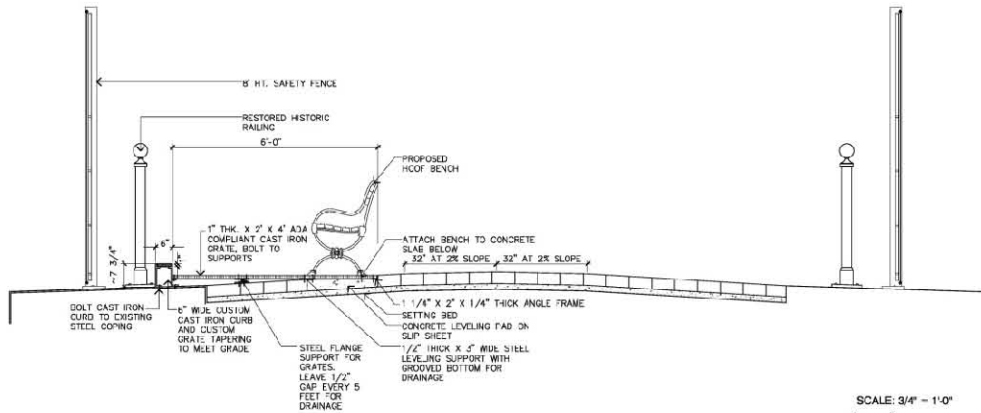 8' HT. SAFETY FENCE
RESTORED HISTORIC
RAILING
6'-0"
PROPOSED
HOOF BENCH
1" THK. X 2' X 4' ADA
COMPLIANT CAST IRON
GRATE, BOLT TO
SUPPORTS
6"
~7 3/4"
ATTACH BENCH TO CONCRETE
SLAB BELOW
32" AT 2% SLOPE
32" AT 2% SLOPE
1 1/4" X 2" X 1/4" THICK ANGLE FRAME
SETTING BED
CONCRETE LEVELING PAD ON
SLIP SHEET
1/2" THICK X 3" WIDE STEEL
LEVELING SUPPORT WITH
GROOVED BOTTOM FOR
DRAINAGE
BOLT CAST IRON
CURB TO EXISTING
STEEL COPING
6" WIDE CUSTOM
CAST IRON CURB
AND CUSTOM
GRATE TAPERING
TO MEET GRADE
STEEL FLANGE
SUPPORT FOR
GRATES.
LEAVE 1/2"
GAP EVERY 5
FEET FOR
DRAINAGE
SCALE: 3/4" = 1'-0"